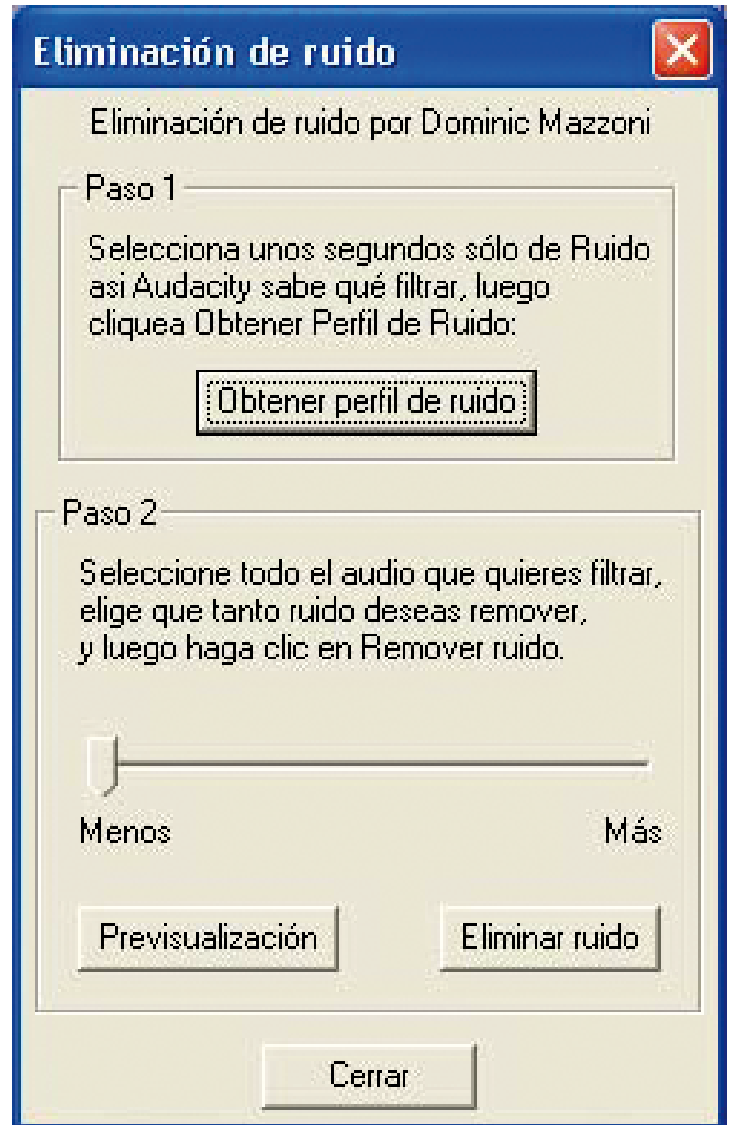 Eliminación de ruido
Eliminación de ruido por Dominic Mazzoni
Paso 1
Selecciona unos segundos sólo de Ruido
asi Audacity sabe qué filtrar, luego
cliquea Obtener Perfil de Ruido:
Obtener perfil de ruido
Paso 2
Seleccione todo el audio que quieres filtrar,
elige que tanto ruido deseas remover,
y luego haga clic en Remover ruido.
Menos
Más
Previsualización
Eliminar ruido
Cerrar